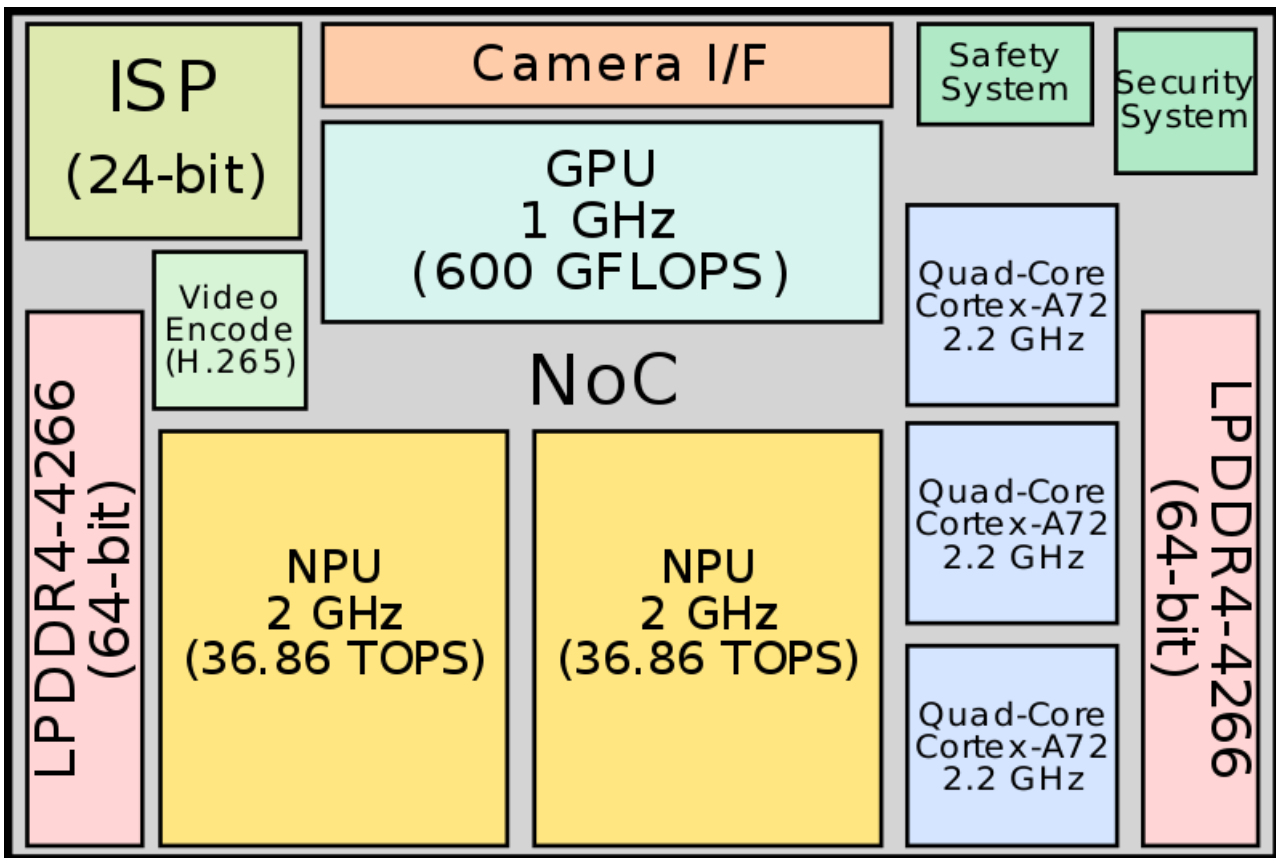 ISP
(24-bit)
Camera I/F
Safety
System
Security
System
GPU
1 GHz
(600 GFLOPS)
Video
Encode
(H.265)
NoC
Quad-Core
Cortex-A72
2.2 GHz
LPDDR4-4266
(64-bit)
NPU
2 GHz
(36.86 TOPS)
NPU
2 GHz
(36.86 TOPS)
Quad-Core
Cortex-A72
2.2 GHz
Quad-Core
Cortex-A72
2.2 GHz
LPDDR4-4266
(64-bit)